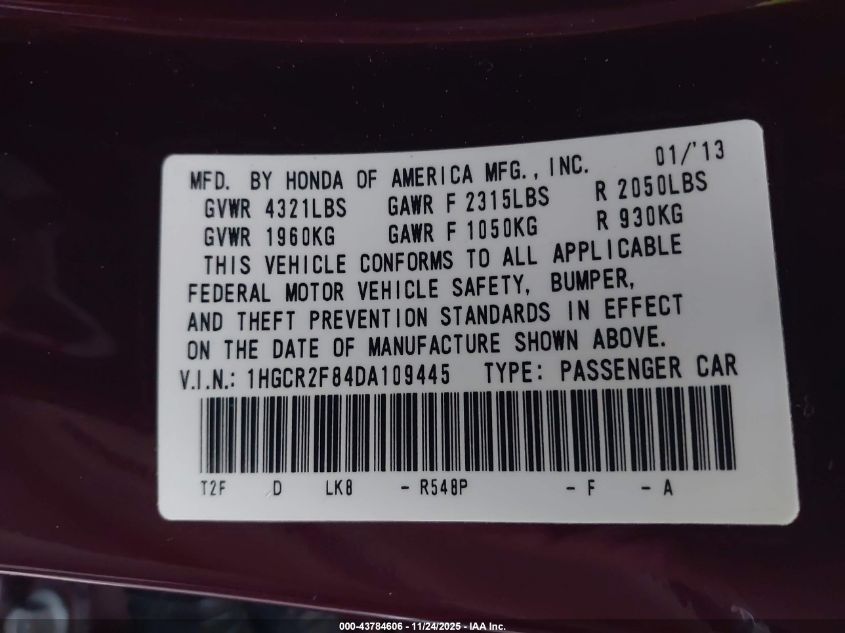 MFD. BY HONDA OF AMERICA MFG., INC. 01/'13
GVWR 4321LBS GAWR F 2315LBS R 2050LBS
GVWR 1960KG GAWR F 1050KG R 930KG
THIS VEHICLE CONFORMS TO ALL APPLICABLE
FEDERAL MOTOR VEHICLE SAFETY, BUMPER,
AND THEFT PREVENTION STANDARDS IN EFFECT
ON THE DATE OF MANUFACTURE SHOWN ABOVE.
V.I.N.: 1HGCR2F84DA109445 TYPE: PASSENGER CAR
T2F D LK8 - R548P - F - A
000-43784606 - 11/24/2025 - IAA Inc.